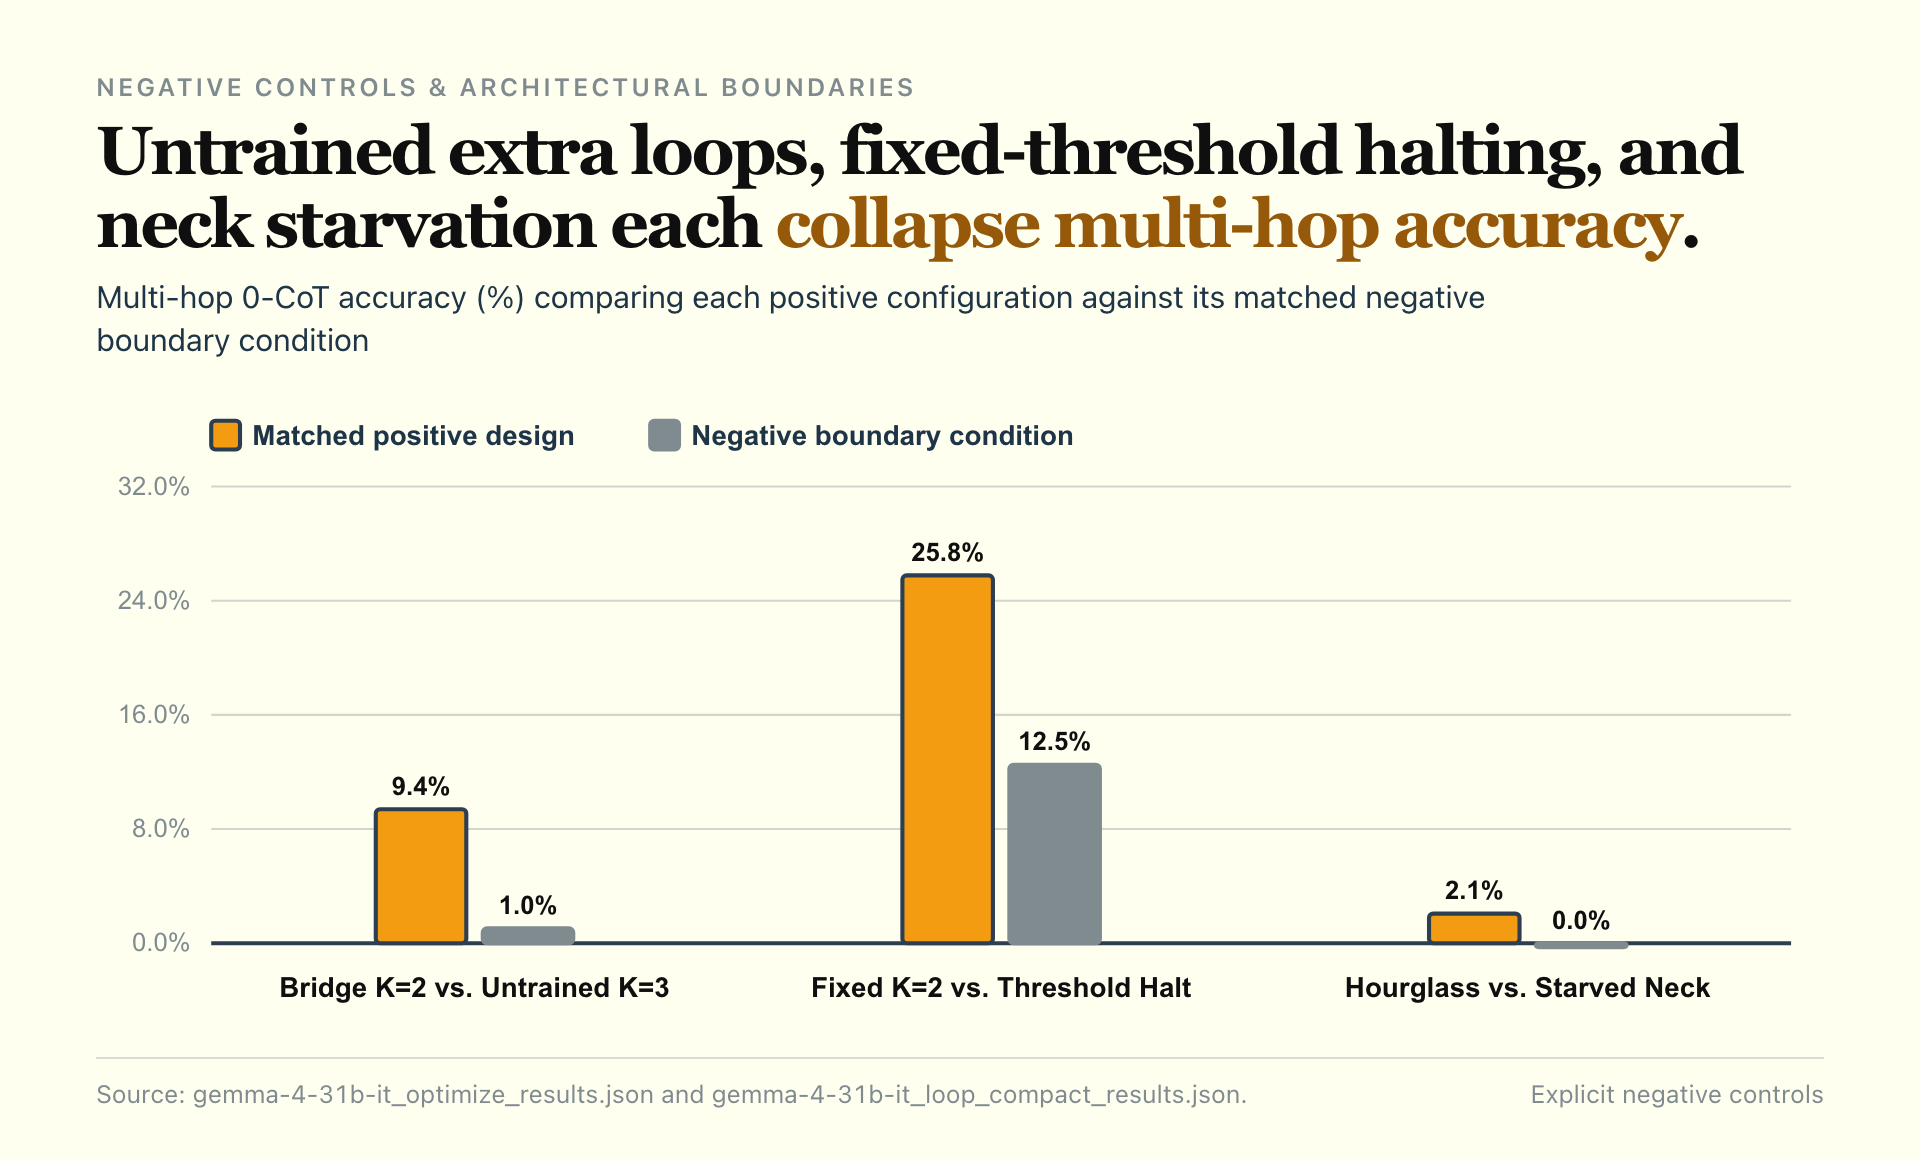 NEGATIVE CONTROLS & ARCHITECTURAL BOUNDARIES
Untrained extra loops, fixed-threshold halting, and
neck starvation each collapse multi-hop accuracy.
Multi-hop 0-CoT accuracy (%) comparing each positive configuration against its matched negative
boundary condition
Matched positive design
Negative boundary condition
32.0%
24.0%
16.0%
8.0%
0.0%
9.4%
1.0%
25.8%
12.5%
2.1%
0.0%
Bridge K=2 vs. Untrained K=3
Fixed K=2 vs. Threshold Halt
Hourglass vs. Starved Neck
Source: gemma-4-31b-it_optimize_results.json and gemma-4-31b-it_loop_compact_results.json.
Explicit negative controls